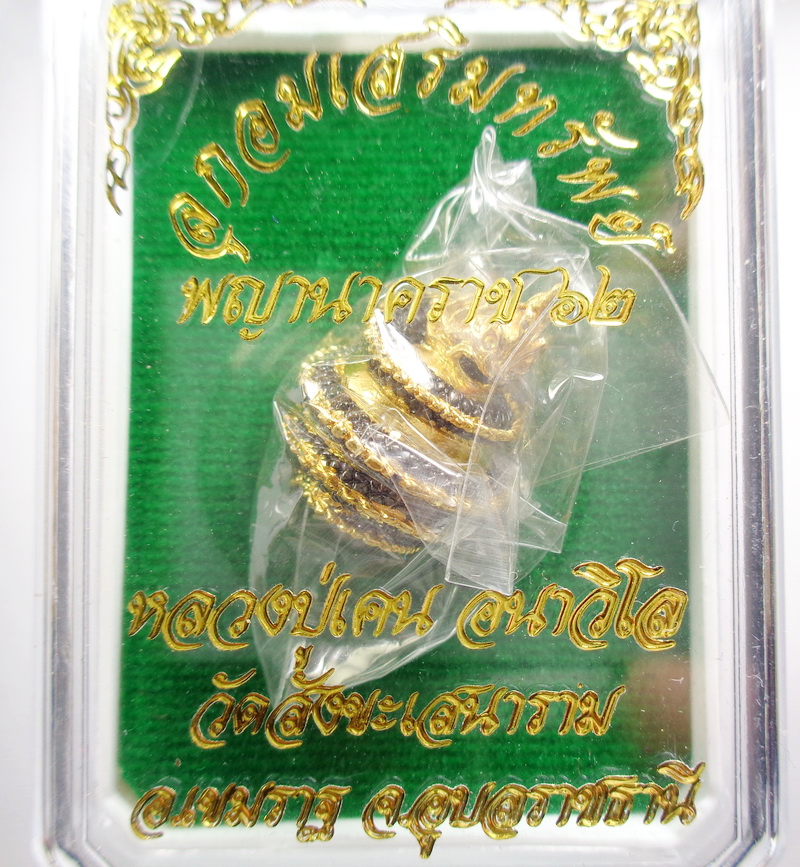 ลูกอมเสริมทรัพย์
พญานาคราช ๖๒
หลวงปู่เคน อนาวิโล
วัดสั่งขะเสนาราม
อ.เขมราฐ จ.อุบลราชธานี